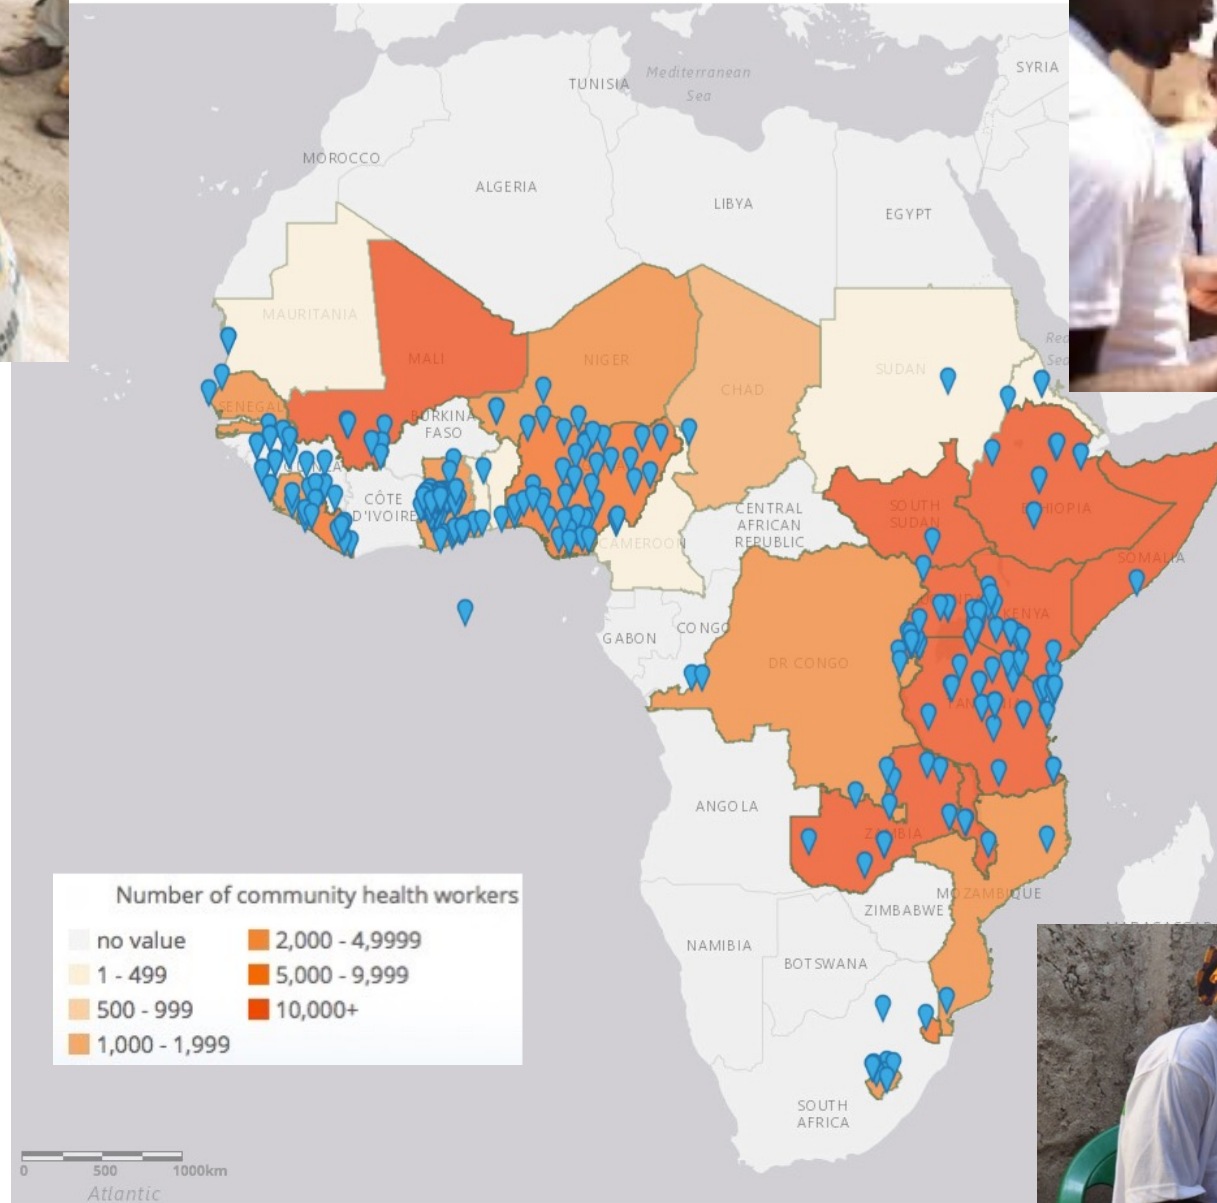 TUNISIA
Mediterranean
Sea
SYRIA
MOROCCO
ALGERIA
LIBYA
EGYPT
MAURITANIA
Red
Sea
MALI
NIGER
CHAD
SUDAN
SENEGAL
BURKINA
FASO
CÔTE
D'IVOIRE
SOUTH
SUDAN
ETHIOPIA
CENTRAL
AFRICAN
REPUBLIC
CAMEROON
SOMALIA
KENYA
GABON
CONGO
DR CONGO
ANGOLA
ZAMBIA
MOZAMBIQUE
ZIMBABWE
NAMIBIA
BOTSWANA
SOUTH
AFRICA
Number of community health workers
no value
1 - 499
500 - 999
1,000 - 1,999
2,000 - 4,9999
5,000 - 9,999
10,000+
0 500 1000km
Atlantic